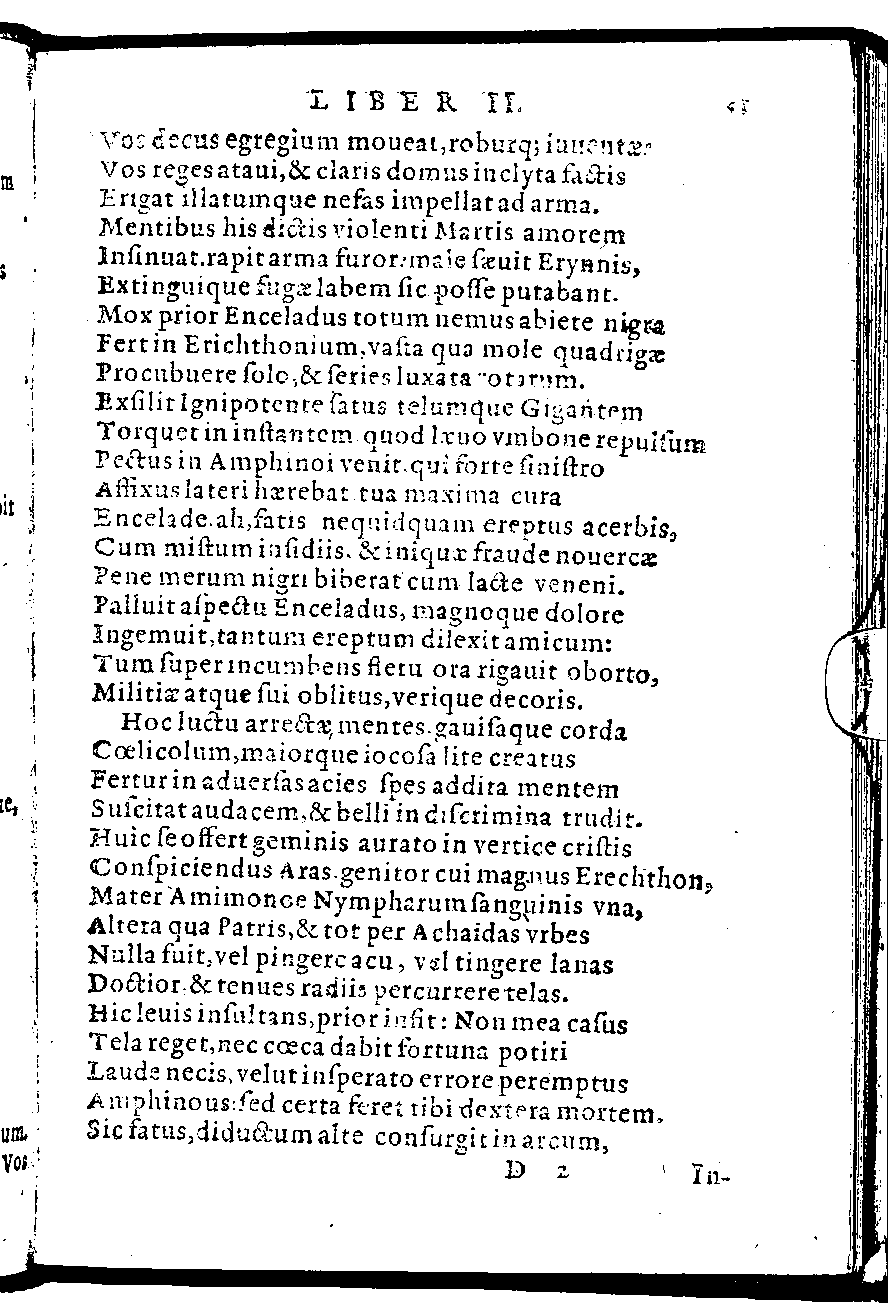 LIBER II. 51
Vos decus egregium moueat, roburq; iuuentæ:
Vos reges ataui, & claris domus inclyta factis
Erigat illatumque nefas impellat ad arma.
Mentibus his dictis violenti Martis amorem
Insinuat. rapit arma furor: male sæuit Erynnis,
Extinguique fugæ labem sic posse putabant.
Mox prior Enceladus totum nemus abiete nigra
Fert in Erichthonium, vasta qua mole quadrigæ
Procubuere solo, & series luxata rotarum.
Exsilit Ignipotente satus telumque Gigantem
Torquet in instantem quod læuo vmbone repulsum
Pectus in Amphinoi venit. qui forte sinistro
Affixus lateri hærebat tua maxima cura
Encelade. ah, fatis nequidquam ereptus acerbis,
Cum mistum insidiis, & iniquæ fraude nouercæ
Pene merum nigri biberat cum lacte veneni.
Palluit aspectu Enceladus, magnoque dolore
Ingemuit, tantum ereptum dilexit amicum:
Tum super incumbens fletu ora rigauit oborto,
Militiæ atque sui oblitus, verique decoris.
Hoc luctu arrectæ mentes. gauisaque corda
Cœlicolum, maiorque iocosa lite creatus
Fertur in aduersas acies spes addita mentem
Suscitat audacem, & belli in discrimina trudit.
Huic se offert geminis aurato in vertice cristis
Conspiciendus Aras. genitor cui magnus Erechthon,
Mater Amimonoe Nympharum sanguinis vna,
Altera qua Patris, & tot per Achaidas vrbes
Nulla fuit, vel pingere acu, vel tingere lanas
Doctior. & tenues radiis percurrere telas.
Hic leuis insultans, prior infit: Non mea casus
Tela reget, nec cœca dabit fortuna potiri
Laude necis, velut insperato errore peremptus
Amphinous: sed certa feret tibi dextera mortem.
Sic fatus, diductum alte consurgit in arcum,
D 2 In-